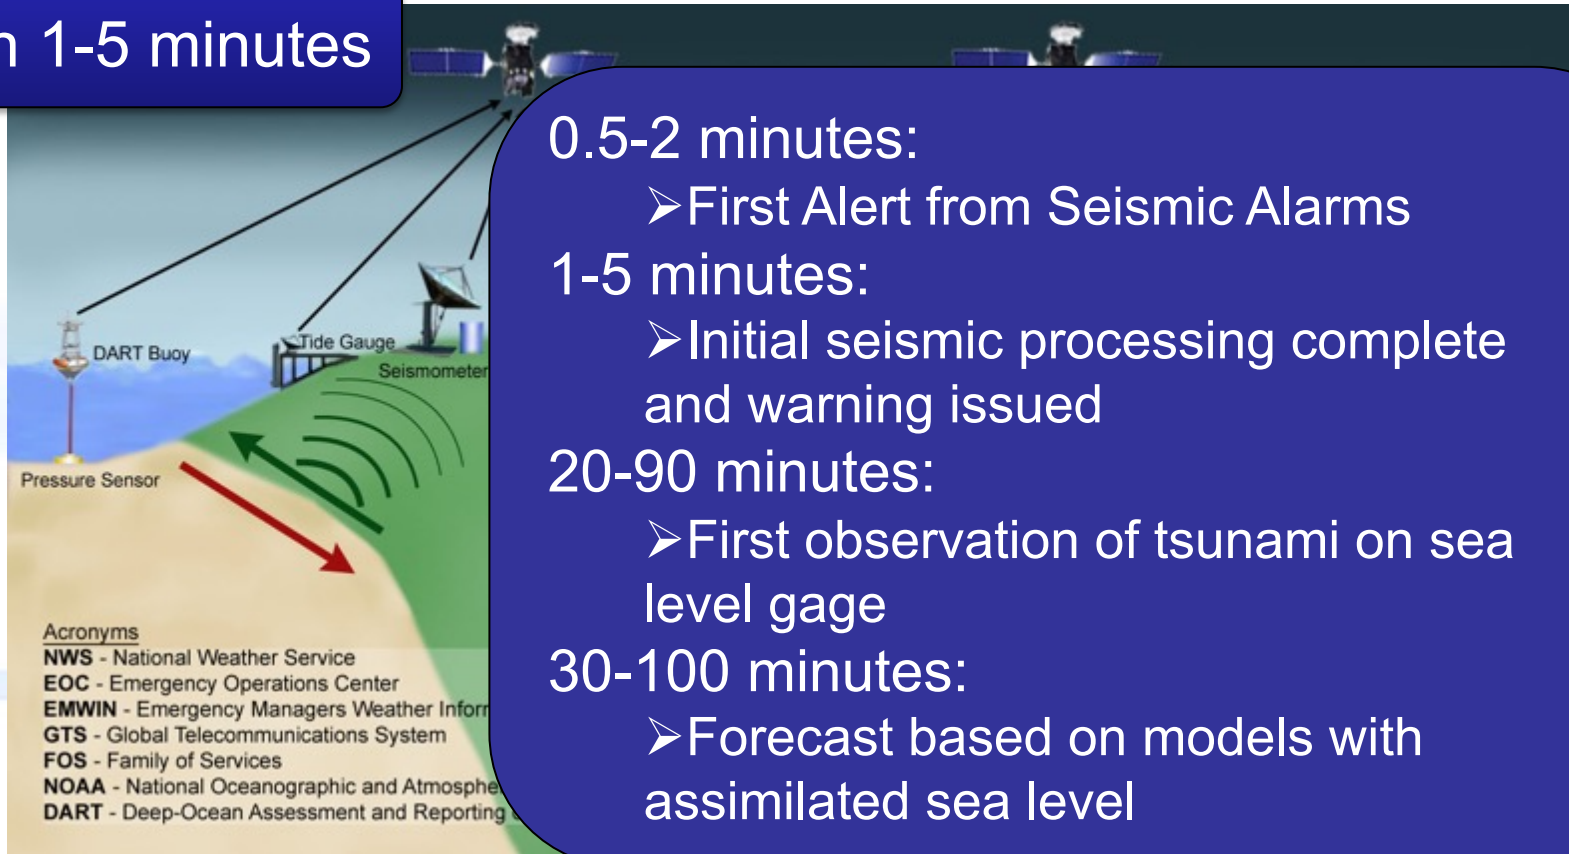 1-5 minutes
0.5-2 minutes:
➢First Alert from Seismic Alarms
1-5 minutes:
➢Initial seismic processing complete
and warning issued
20-90 minutes:
➢First observation of tsunami on sea
level gage
30-100 minutes:
➢Forecast based on models with
assimilated sea level
DART Buoy
Tide Gauge
Seismometer
Pressure Sensor
Acronyms
NWS - National Weather Service
EOC - Emergency Operations Center
EMWIN - Emergency Managers Weather
GTS - Global Telecommunications System
FOS - Family of Services
NOAA - National Oceanographic and
DART - Deep-Ocean Assessment and Reporting